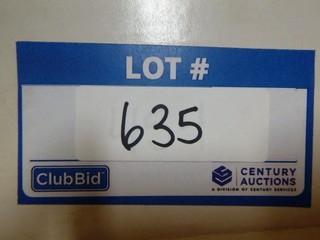 LOT #
635
ClubBid
CENTURY
AUCTIONS
A DIVISION OF CENTURY SERVICES